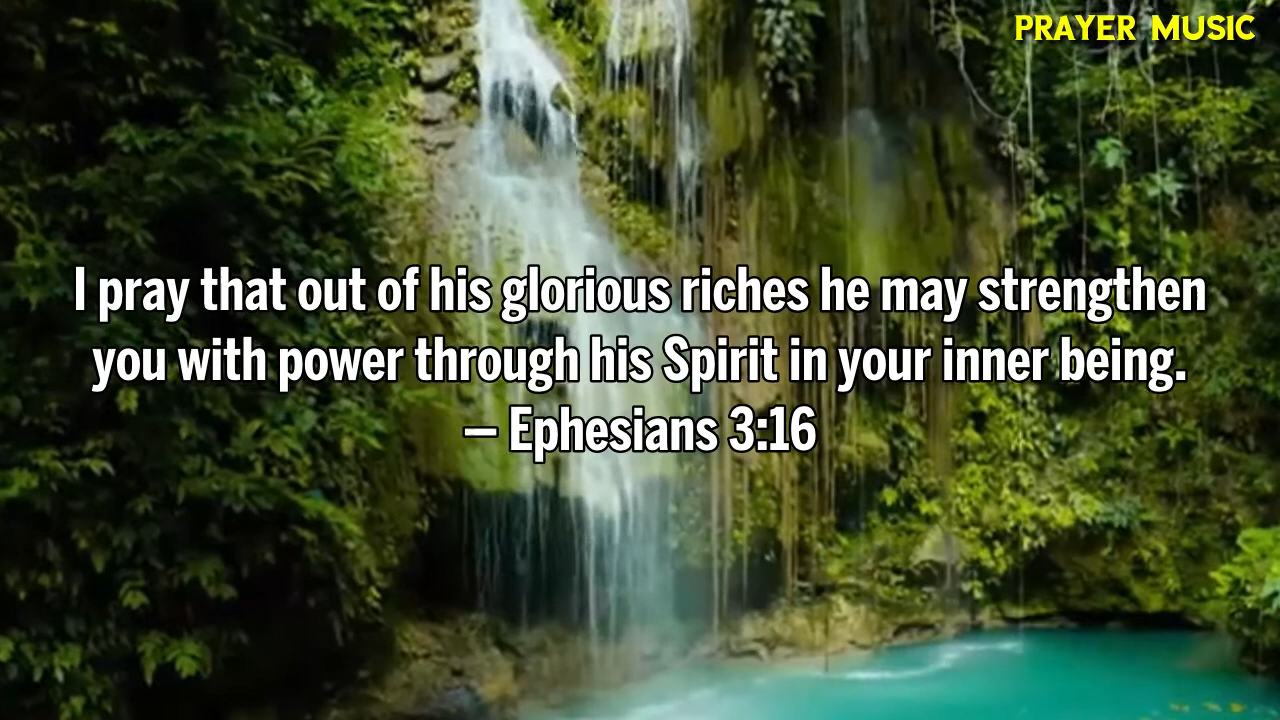 PRAYER MUSIC
I pray that out of his glorious riches he may strengthen
you with power through his Spirit in your inner being.
– Ephesians 3:16